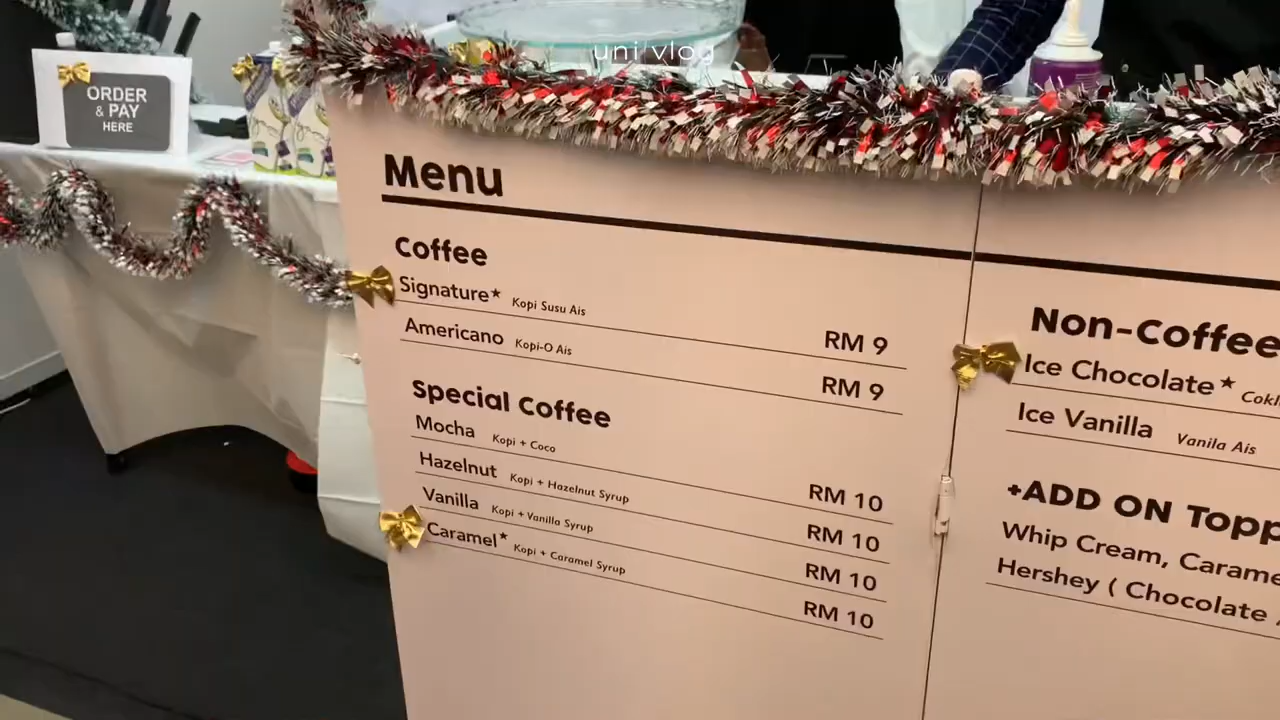 uni vlog
ORDER
& PAY
HERE
Menu
Coffee
Signature★ Kopi Susu Ais RM 9
Americano Kopi-O Ais RM 9
Special Coffee
Mocha Kopi + Coco RM 10
Hazelnut Kopi + Hazelnut Syrup RM 10
Vanilla Kopi + Vanilla Syrup RM 10
Caramel★ Kopi + Caramel Syrup RM 10
Non-Coffee
Ice Chocolate★
Ice Vanilla Vanila Ais
+ADD ON
Whip Cream,
Hershey ( Chocolate